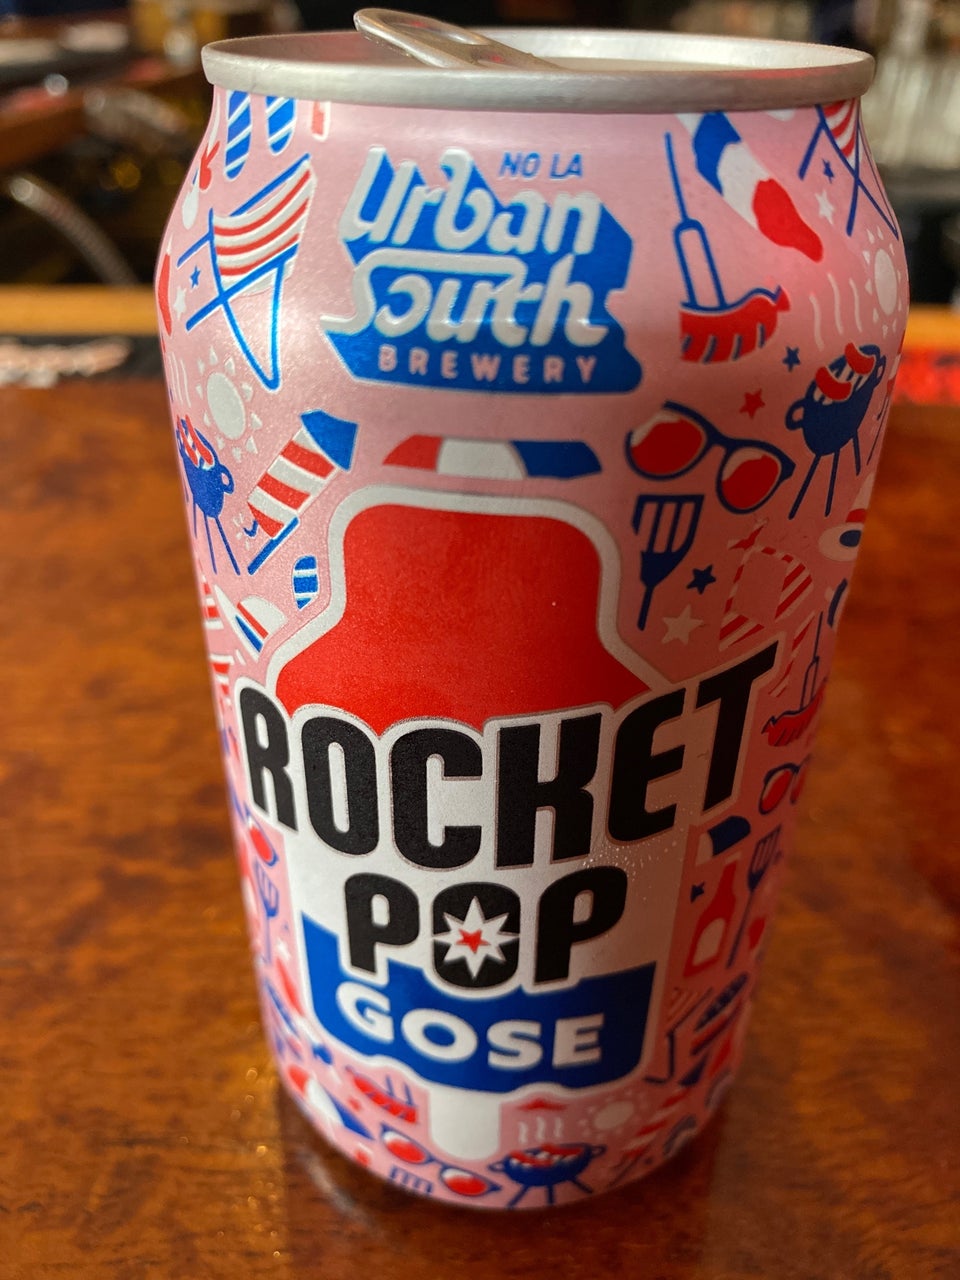 NO LA
Urban
South
BREWERY
ROCKET
POP
GOSE